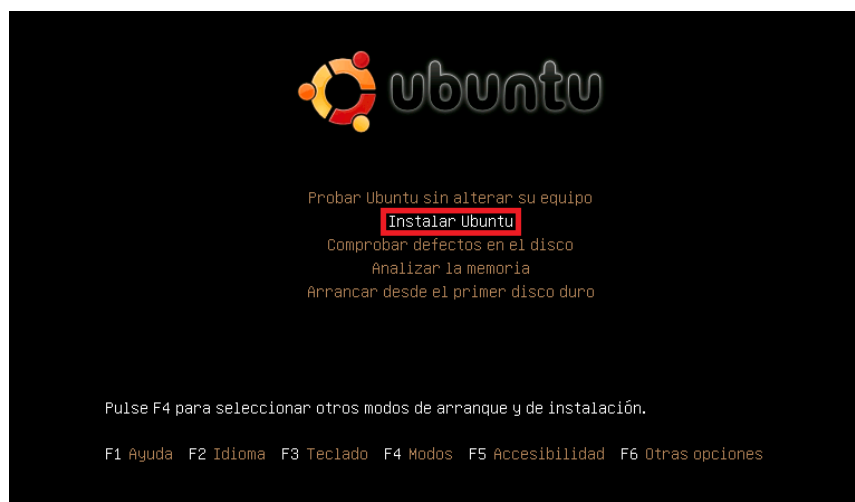 ubuntu
Probar Ubuntu sin alterar su equipo
Instalar Ubuntu
Comprobar defectos en el disco
Analizar la memoria
Arrancar desde el primer disco duro
Pulse F4 para seleccionar otros modos de arranque y de instalación.
F1 Ayuda F2 Idioma F3 Teclado F4 Modos F5 Accesibilidad F6 Otras opciones